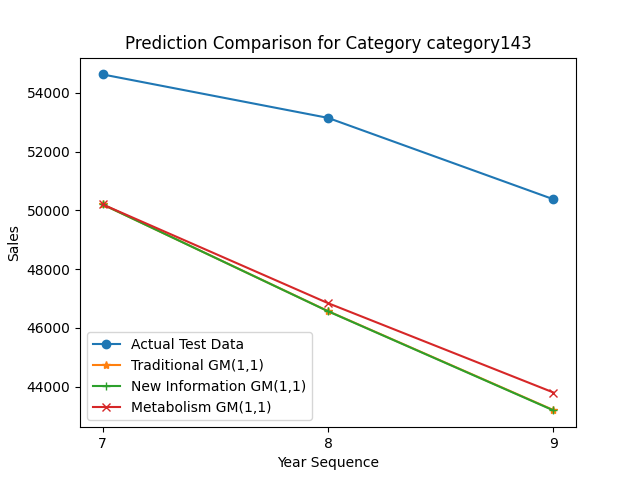 Prediction Comparison for Category category143
Sales
54000
52000
50000
48000
46000
44000
Actual Test Data
Traditional GM(1,1)
New Information GM(1,1)
Metabolism GM(1,1)
7 8 9
Year Sequence